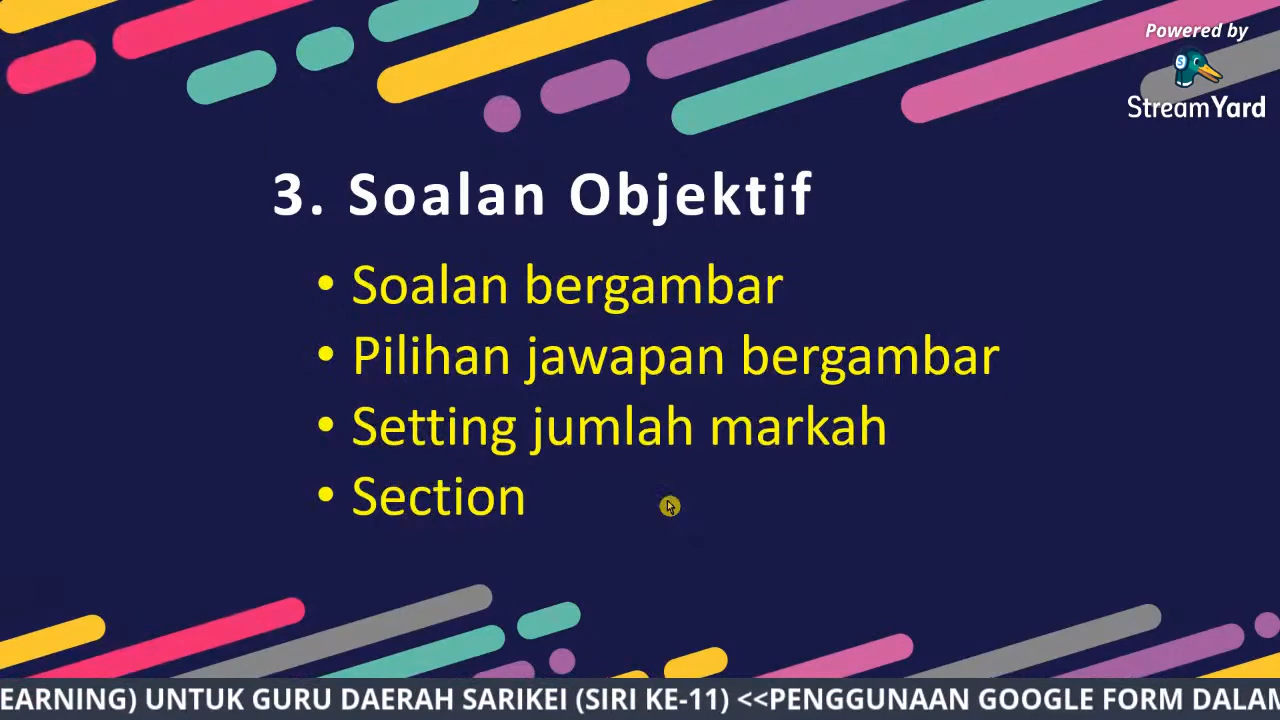 Powered by
StreamYard
3. Soalan Objektif
• Soalan bergambar
• Pilihan jawapan bergambar
• Setting jumlah markah
• Section
EARNING) UNTUK GURU DAERAH SARIKEI (SIRI KE-11) <<PENGGUNAAN GOOGLE FORM DALAM